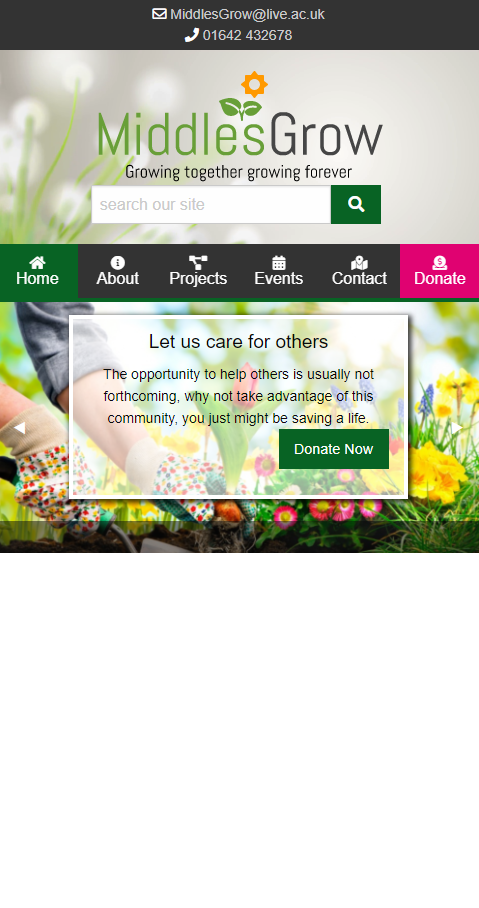 MiddlesGrow@live.ac.uk
01642 432678
MiddlesGrow
Growing together growing forever
search our site
Home About Projects Events Contact Donate
Let us care for others
The opportunity to help others is usually not
forthcoming, why not take advantage of this
community, you just might be saving a life.
Donate Now